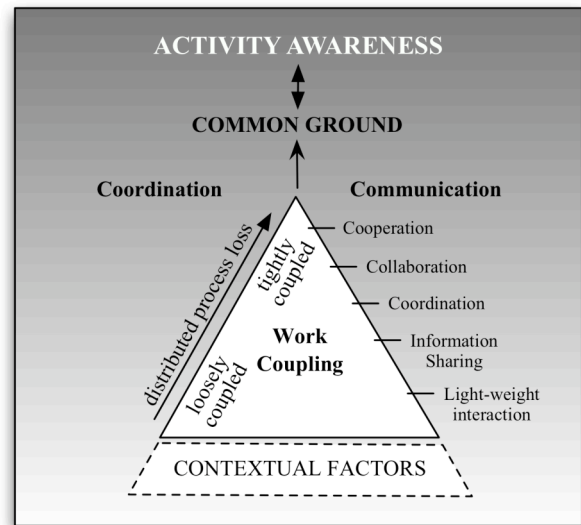 ACTIVITY AWARENESS
COMMON GROUND
Coordination
Communication
distributed process loss
tightly
coupled
loosely
coupled
Work
Coupling
Cooperation
Collaboration
Coordination
Information
Sharing
Light-weight
interaction
CONTEXTUAL FACTORS